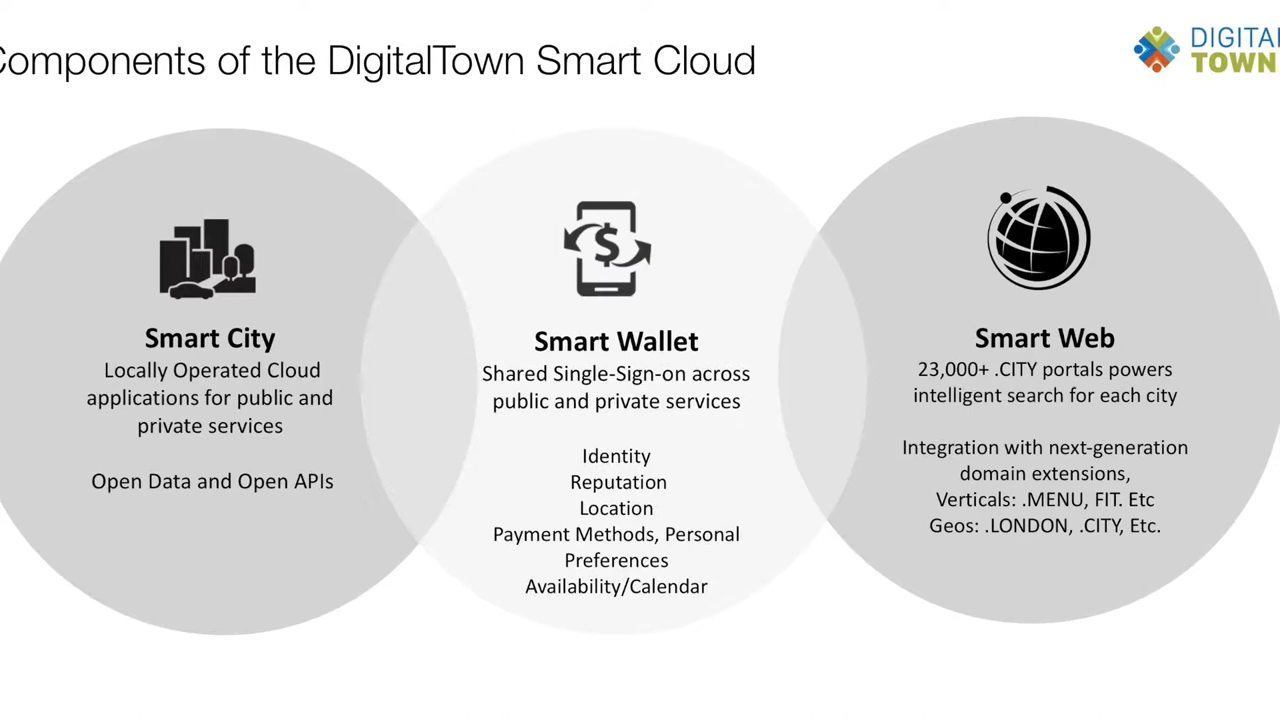 Components of the DigitalTown Smart Cloud
DIGITAL
TOWN
Smart City
Locally Operated Cloud
applications for public and
private services
Open Data and Open APIs
$
Smart Wallet
Shared Single-Sign-on across
public and private services
Identity
Reputation
Location
Payment Methods, Personal
Preferences
Availability/Calendar
Smart Web
23,000+ .CITY portals powers
intelligent search for each city
Integration with next-generation
domain extensions,
Verticals: .MENU, FIT. Etc
Geos: .LONDON, .CITY, Etc.